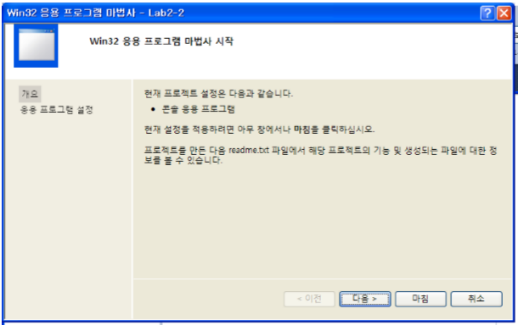 Win32 응용 프로그램 마법사 - Lab2-2
Win32 응용 프로그램 마법사 시작
개요
응용 프로그램 설정
현재 프로젝트 설정은 다음과 같습니다.
• 콘솔 응용 프로그램
현재 설정을 적용하려면 아무 창에서나 마침을 클릭하십시오.
프로젝트를 만든 다음 readme.txt 파일에서 해당 프로젝트의 기능 및 생성되는 파일에 대한 정
보를 볼 수 있습니다.
< 이전
다음 >
마침
취소